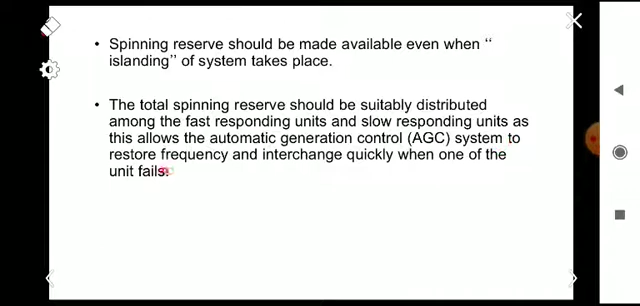 • Spinning reserve should be made available even when “
islanding” of system takes place.
• The total spinning reserve should be suitably distributed
among the fast responding units and slow responding units as
this allows the automatic generation control (AGC) system to
restore frequency and interchange quickly when one of the
unit fails.